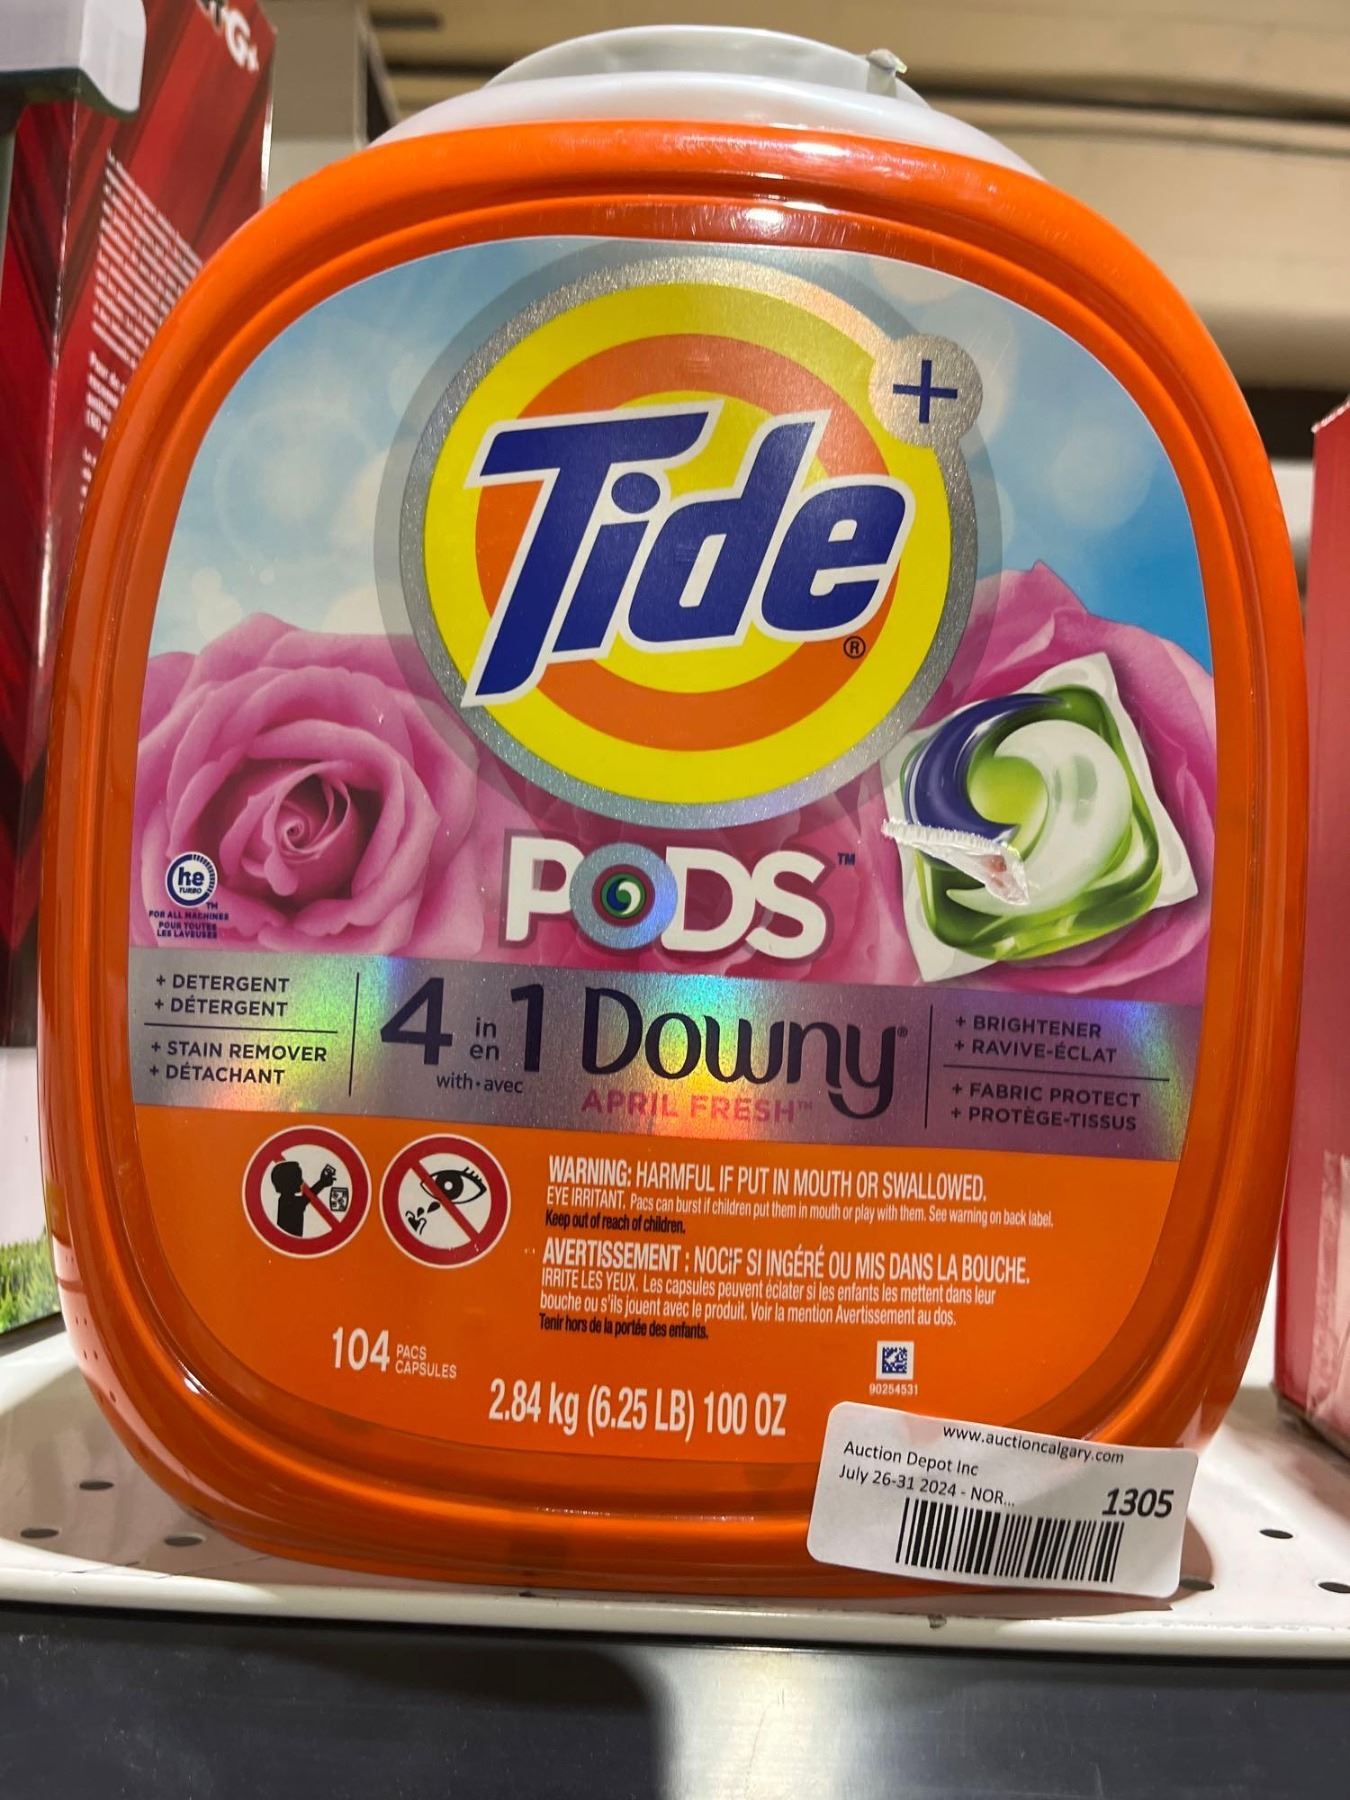 G+
+
Tide®
PODS™
he
TURBO
TM
FOR ALL MACHINES
POUR TOUTES
LES LAVEUSES
+ DETERGENT
+ DÉTERGENT
+ STAIN REMOVER
+ DÉTACHANT
4 in en 1 Downy®
with • avec
APRIL FRESH™
+ BRIGHTENER
+ RAVIVE-ÉCLAT
+ FABRIC PROTECT
+ PROTÈGE-TISSUS
WARNING: HARMFUL IF PUT IN MOUTH OR SWALLOWED.
EYE IRRITANT. Pacs can burst if children put them in mouth or play with them. See warning on back label.
Keep out of reach of children.
AVERTISSEMENT : NOCIF SI INGÉRÉ OU MIS DANS LA BOUCHE.
IRRITE LES YEUX. Les capsules peuvent éclater si les enfants les mettent dans leur
bouche ou s'ils jouent avec le produit. Voir la mention Avertissement au dos.
Tenir hors de la portée des enfants.
104 PACS CAPSULES
90254531
2.84 kg (6.25 LB) 100 OZ
www.auctioncalgary.com
Auction Depot Inc
July 26-31 2024 - NOR...
1305